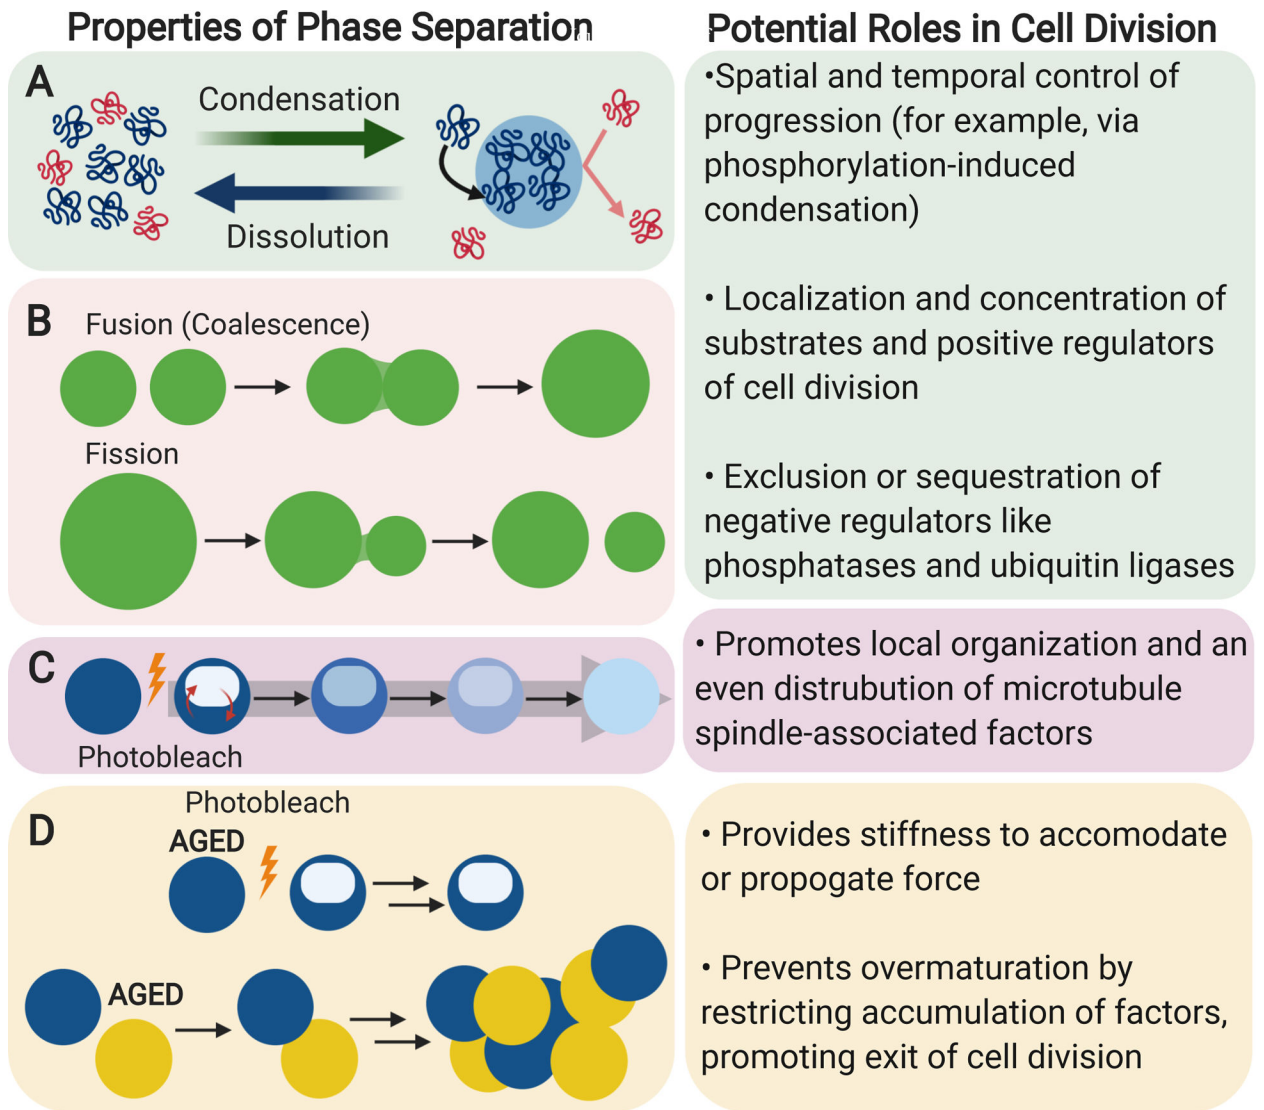 Properties of Phase Separation
Potential Roles in Cell Division
A
Condensation
Dissolution
•Spatial and temporal control of
progression (for example, via
phosphorylation-induced
condensation)
• Localization and concentration of
substrates and positive regulators
of cell division
• Exclusion or sequestration of
negative regulators like
phosphatases and ubiquitin ligases
B
Fusion (Coalescence)
Fission
C
Photobleach
• Promotes local organization and an
even distrubution of microtubule
spindle-associated factors
D
Photobleach
AGED
AGED
• Provides stiffness to accomodate
or propogate force
• Prevents overmaturation by
restricting accumulation of factors,
promoting exit of cell division